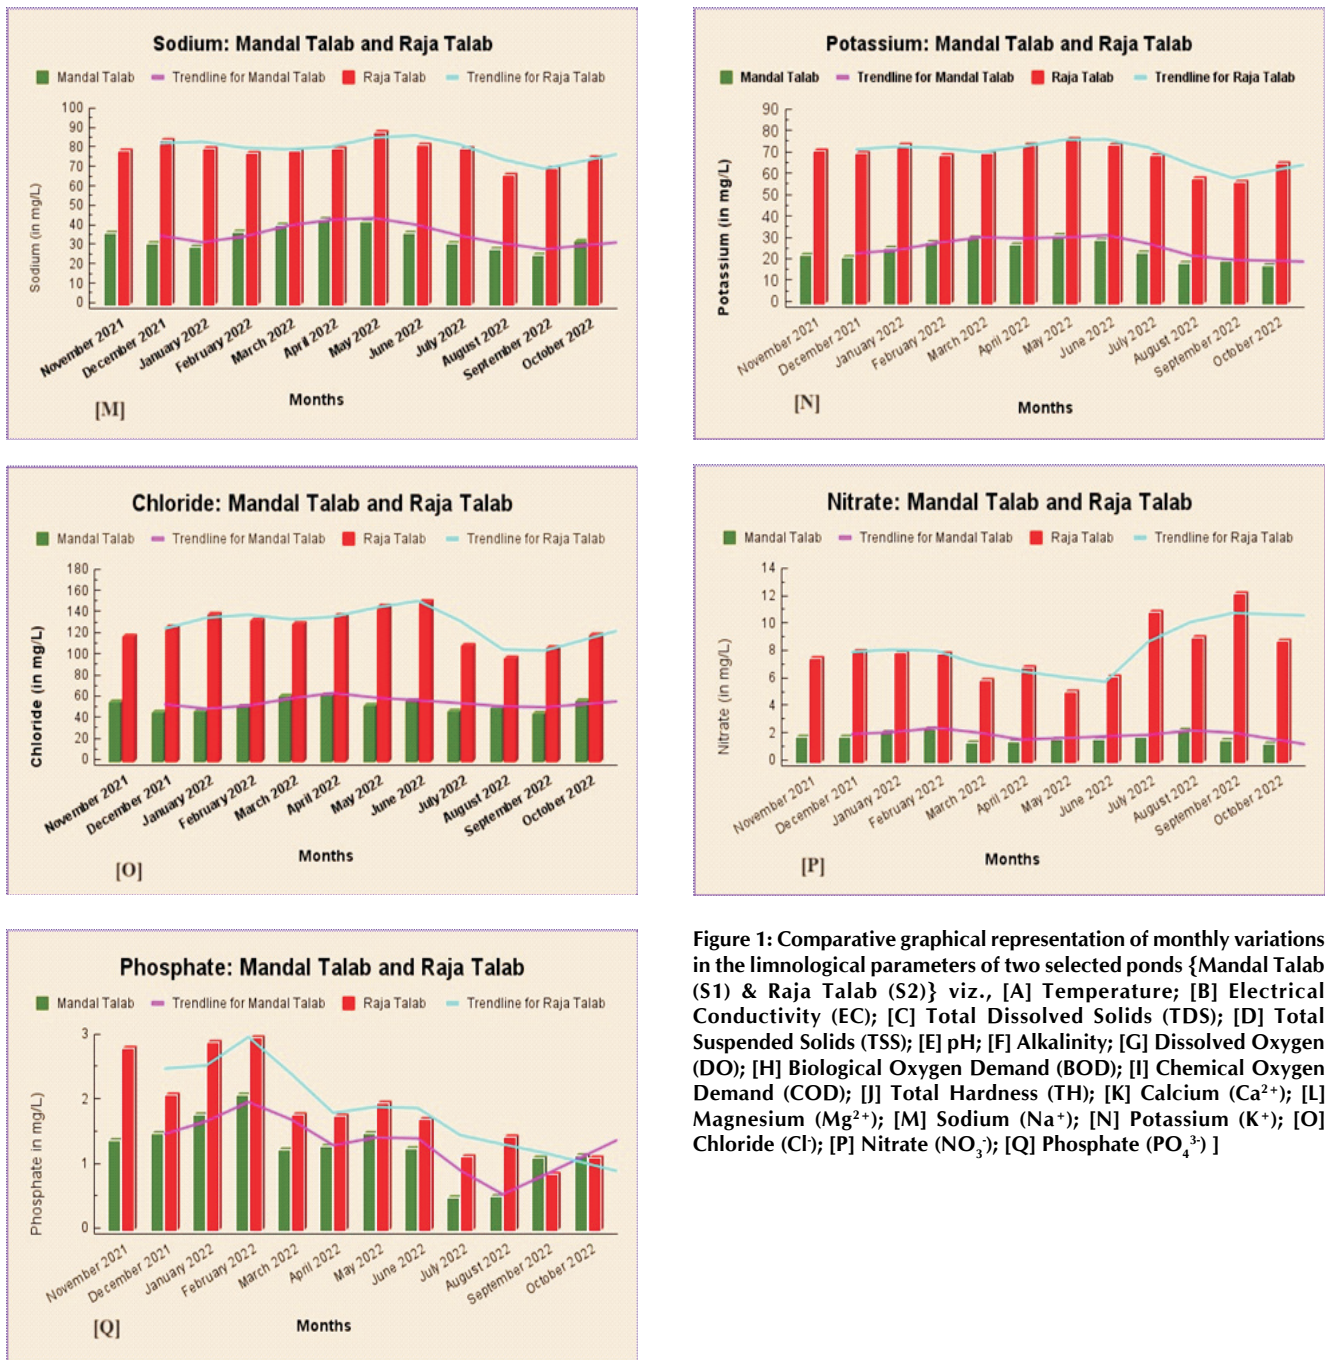 Sodium: Mandal Talab and Raja Talab
Mandal Talab Trendline for Mandal Talab Raja Talab Trendline for Raja Talab
Sodium (in mg/L)
100
90
80
70
60
50
40
30
20
10
0
November 2021
December 2021
January 2022
February 2022
March 2022
April 2022
May 2022
June 2022
July 2022
August 2022
September 2022
October 2022
Months
[M]
Potassium: Mandal Talab and Raja Talab
Mandal Talab Trendline for Mandal Talab Raja Talab Trendline for Raja Talab
Potassium (in mg/L)
90
80
70
60
50
40
30
20
10
0
November 2021
December 2021
January 2022
February 2022
March 2022
April 2022
May 2022
June 2022
July 2022
August 2022
September 2022
October 2022
Months
[N]
Chloride: Mandal Talab and Raja Talab
Mandal Talab Trendline for Mandal Talab Raja Talab Trendline for Raja Talab
Chloride (in mg/L)
180
160
140
120
100
80
60
40
20
0
November 2021
December 2021
January 2022
February 2022
March 2022
April 2022
May 2022
June 2022
July 2022
August 2022
September 2022
October 2022
Months
[O]
Nitrate: Mandal Talab and Raja Talab
Mandal Talab Trendline for Mandal Talab Raja Talab Trendline for Raja Talab
Nitrate (in mg/L)
14
12
10
8
6
4
2
0
November 2021
December 2021
January 2022
February 2022
March 2022
April 2022
May 2022
June 2022
July 2022
August 2022
September 2022
October 2022
Months
[P]
Phosphate: Mandal Talab and Raja Talab
Mandal Talab Trendline for Mandal Talab Raja Talab Trendline for Raja Talab
Phosphate in mg/L)
3
2
1
0
November 2021
December 2021
January 2022
February 2022
March 2022
April 2022
May 2022
June 2022
July 2022
August 2022
September 2022
October 2022
Months
[Q]
Figure 1: Comparative graphical representation of monthly variations
in the limnological parameters of two selected ponds {Mandal Talab
(S1) & Raja Talab (S2)} viz., [A] Temperature; [B] Electrical
Conductivity (EC); [C] Total Dissolved Solids (TDS); [D] Total
Suspended Solids (TSS); [E] pH; [F] Alkalinity; [G] Dissolved Oxygen
(DO); [H] Biological Oxygen Demand (BOD); [I] Chemical Oxygen
Demand (COD); [J] Total Hardness (TH); [K] Calcium (Ca²⁺); [L]
Magnesium (Mg²⁺); [M] Sodium (Na⁺); [N] Potassium (K⁺); [O]
Chloride (Cl⁻); [P] Nitrate (NO₃⁻); [Q] Phosphate (PO₄³⁻) ]